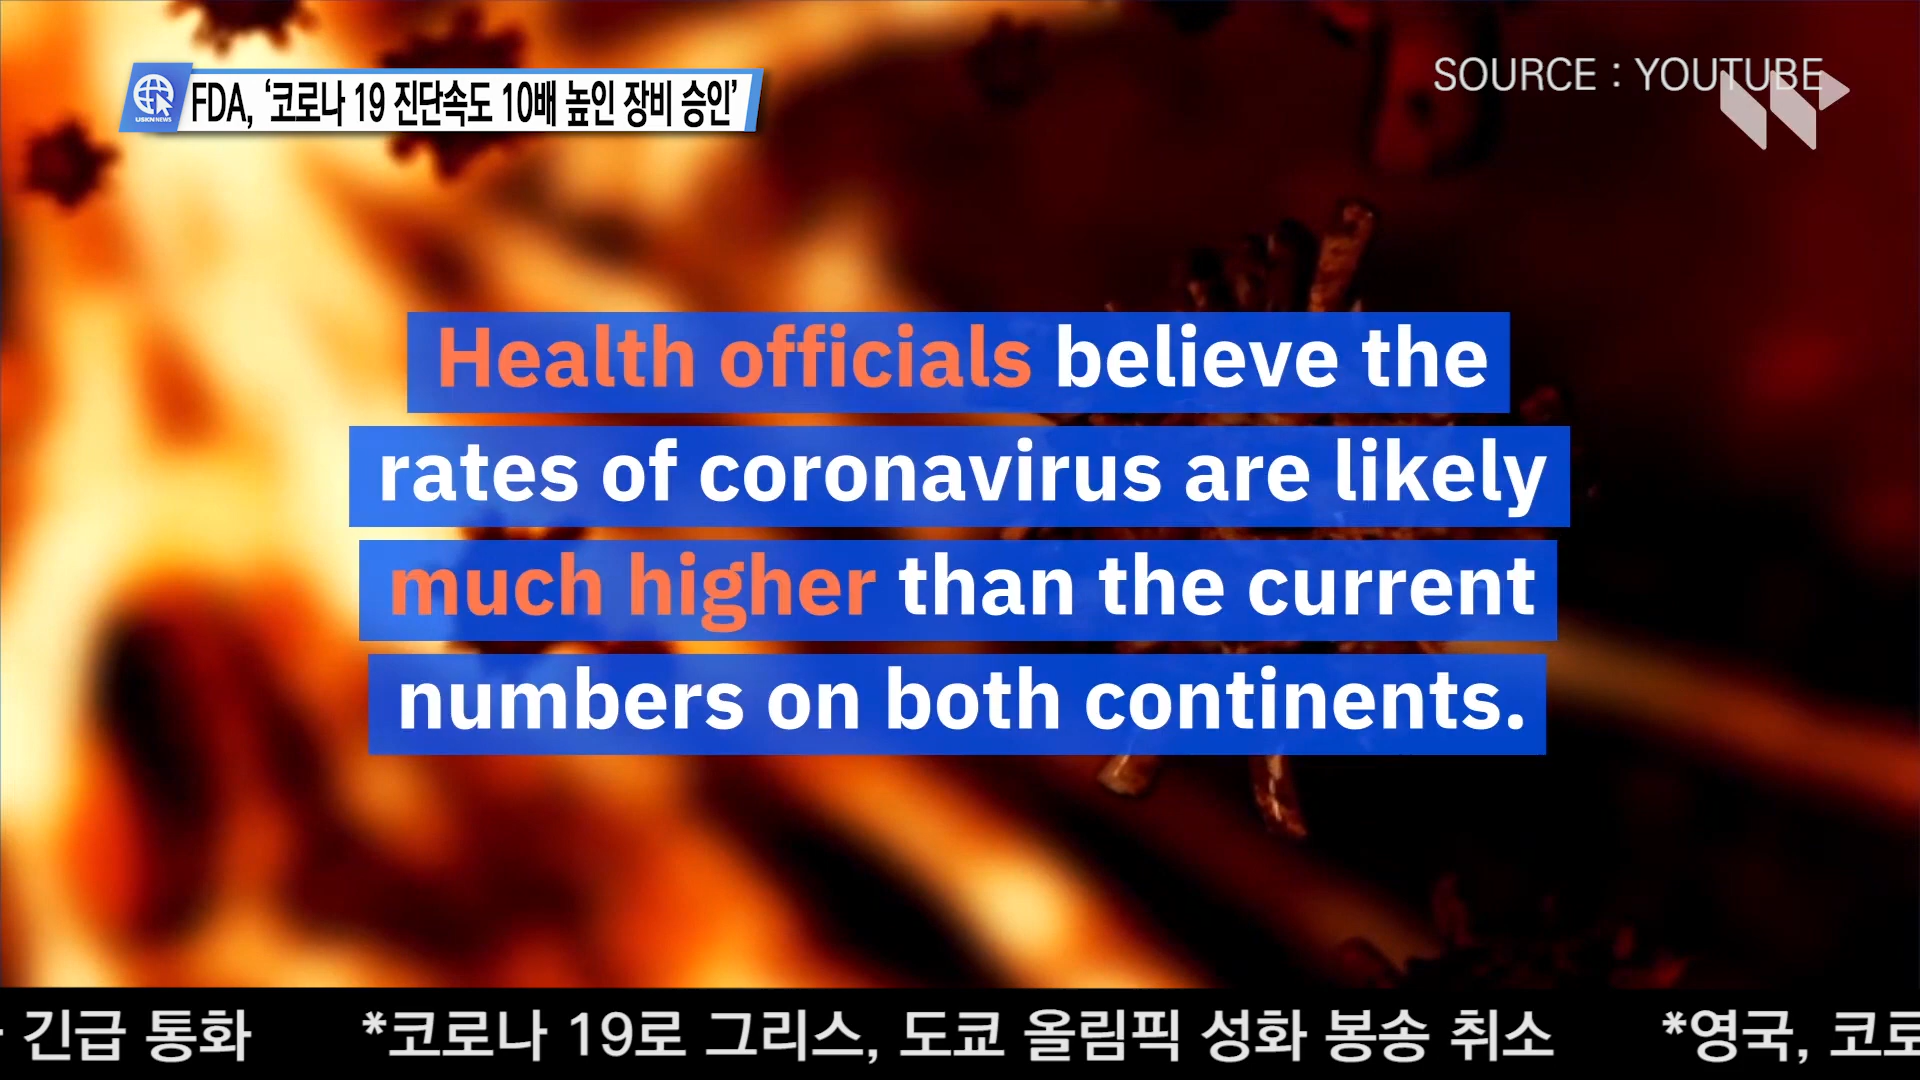 FDA, ‘코로나 19 진단속도 10배 높인 장비 승인’
USKN NEWS
SOURCE : YOUTUBE
Health officials believe the
rates of coronavirus are likely
much higher than the current
numbers on both continents.
긴급 통화 *코로나 19로 그리스, 도쿄 올림픽 성화 봉송 취소 *영국, 코로